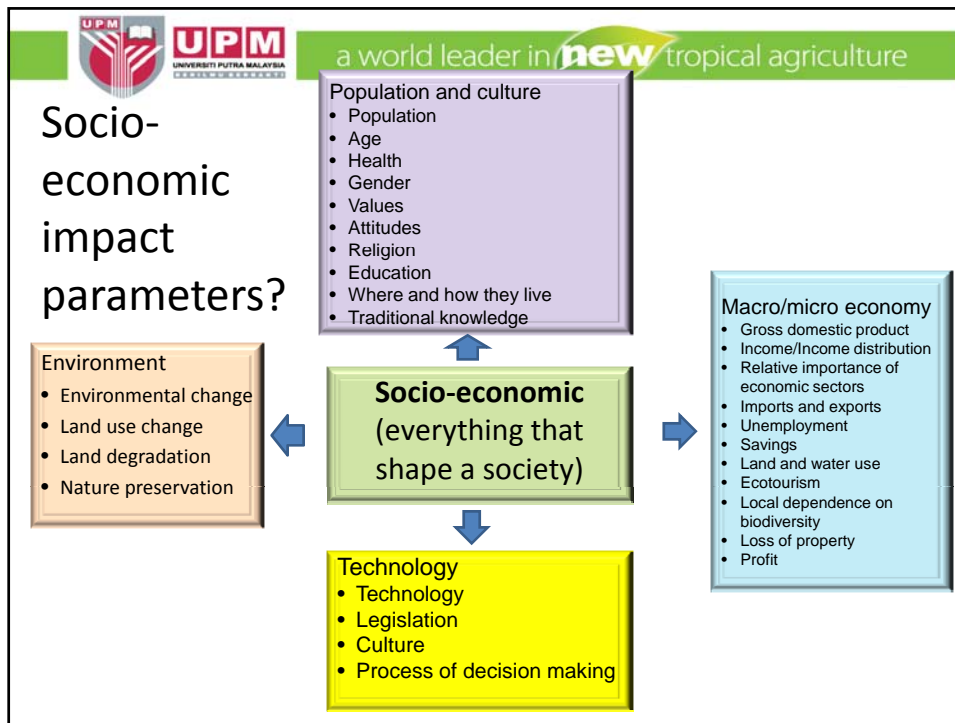 UPM
UPM
UNIVERSITI PUTRA MALAYSIA
BERILMU BERBAKTI
a world leader in new tropical agriculture
Socio-
economic
impact
parameters?
Population and culture
• Population
• Age
• Health
• Gender
• Values
• Attitudes
• Religion
• Education
• Where and how they live
• Traditional knowledge
Environment
• Environmental change
• Land use change
• Land degradation
• Nature preservation
Socio-economic
(everything that
shape a society)
Macro/micro economy
• Gross domestic product
• Income/Income distribution
• Relative importance of
economic sectors
• Imports and exports
• Unemployment
• Savings
• Land and water use
• Ecotourism
• Local dependence on
biodiversity
• Loss of property
• Profit
Technology
• Technology
• Legislation
• Culture
• Process of decision making